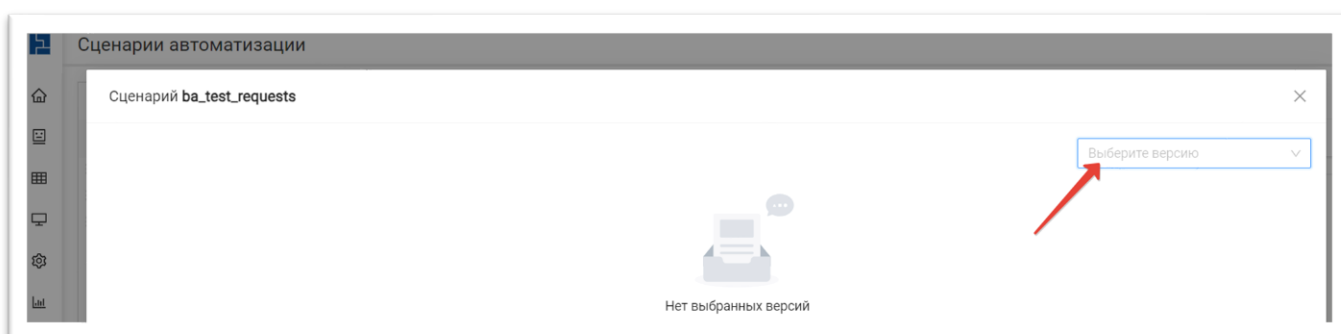 Сценарии автоматизации
Сценарий ba_test_requests
Выберите версию
Нет выбранных версий